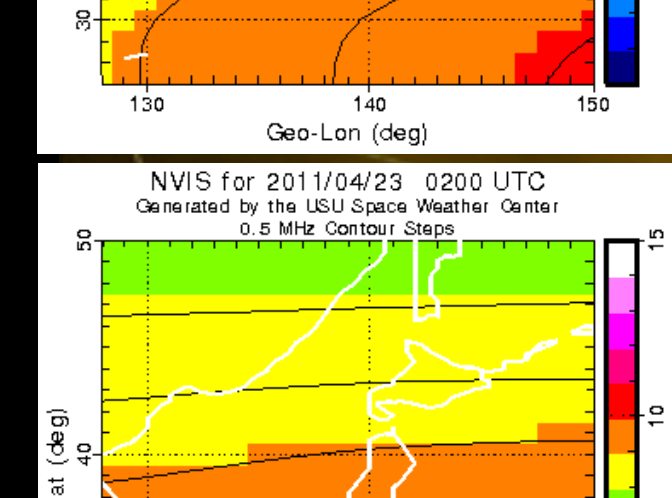 30
130 140 150
Geo-Lon (deg)
NVIS for 2011/04/23 0200 UTC
Generated by the USU Space Weather Center
0.5 MHz Contour Steps
50
15
10
40
at (deg)